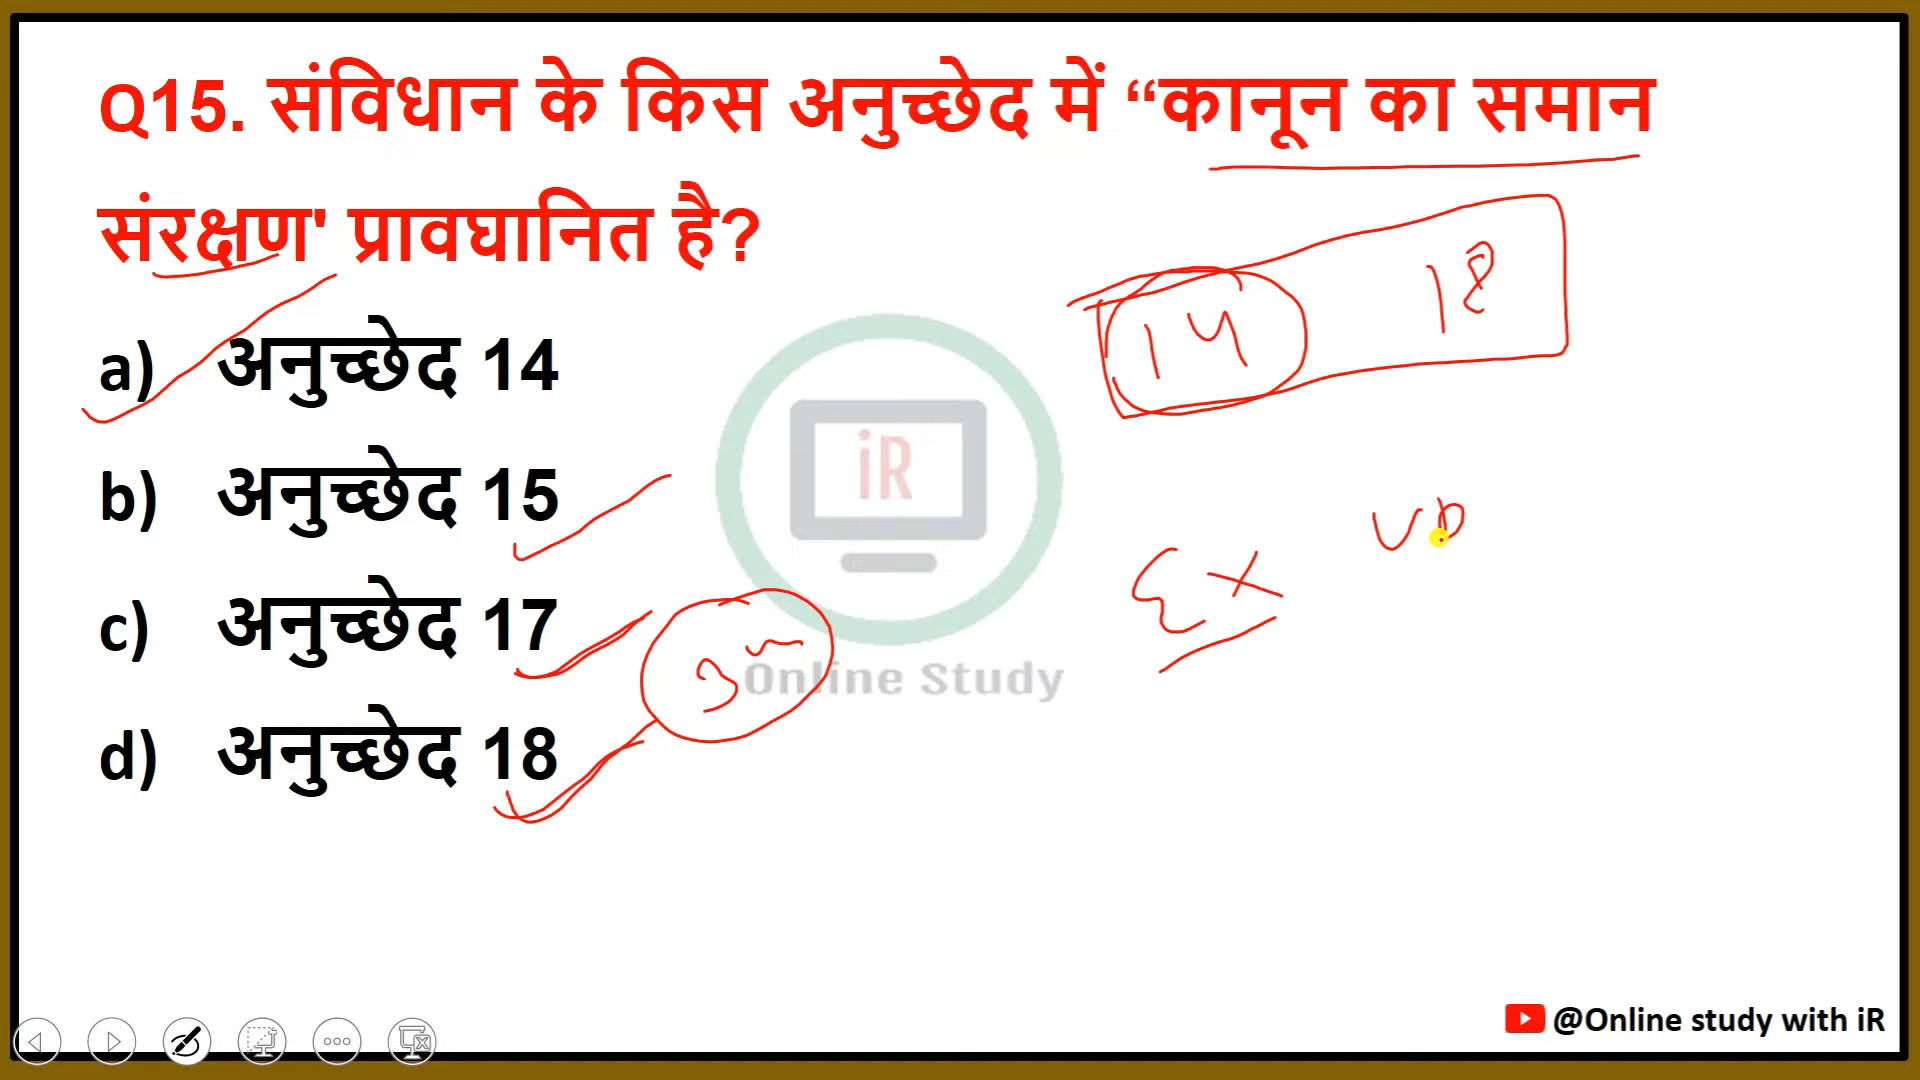 Q15. संविधान के किस अनुच्छेद में “कानून का समान
संरक्षण' प्रावघानित है?
14 18
a) अनुच्छेद 14
b) अनुच्छेद 15
iR
Ex
c) अनुच्छेद 17
Online Study
d) अनुच्छेद 18
@Online study with iR